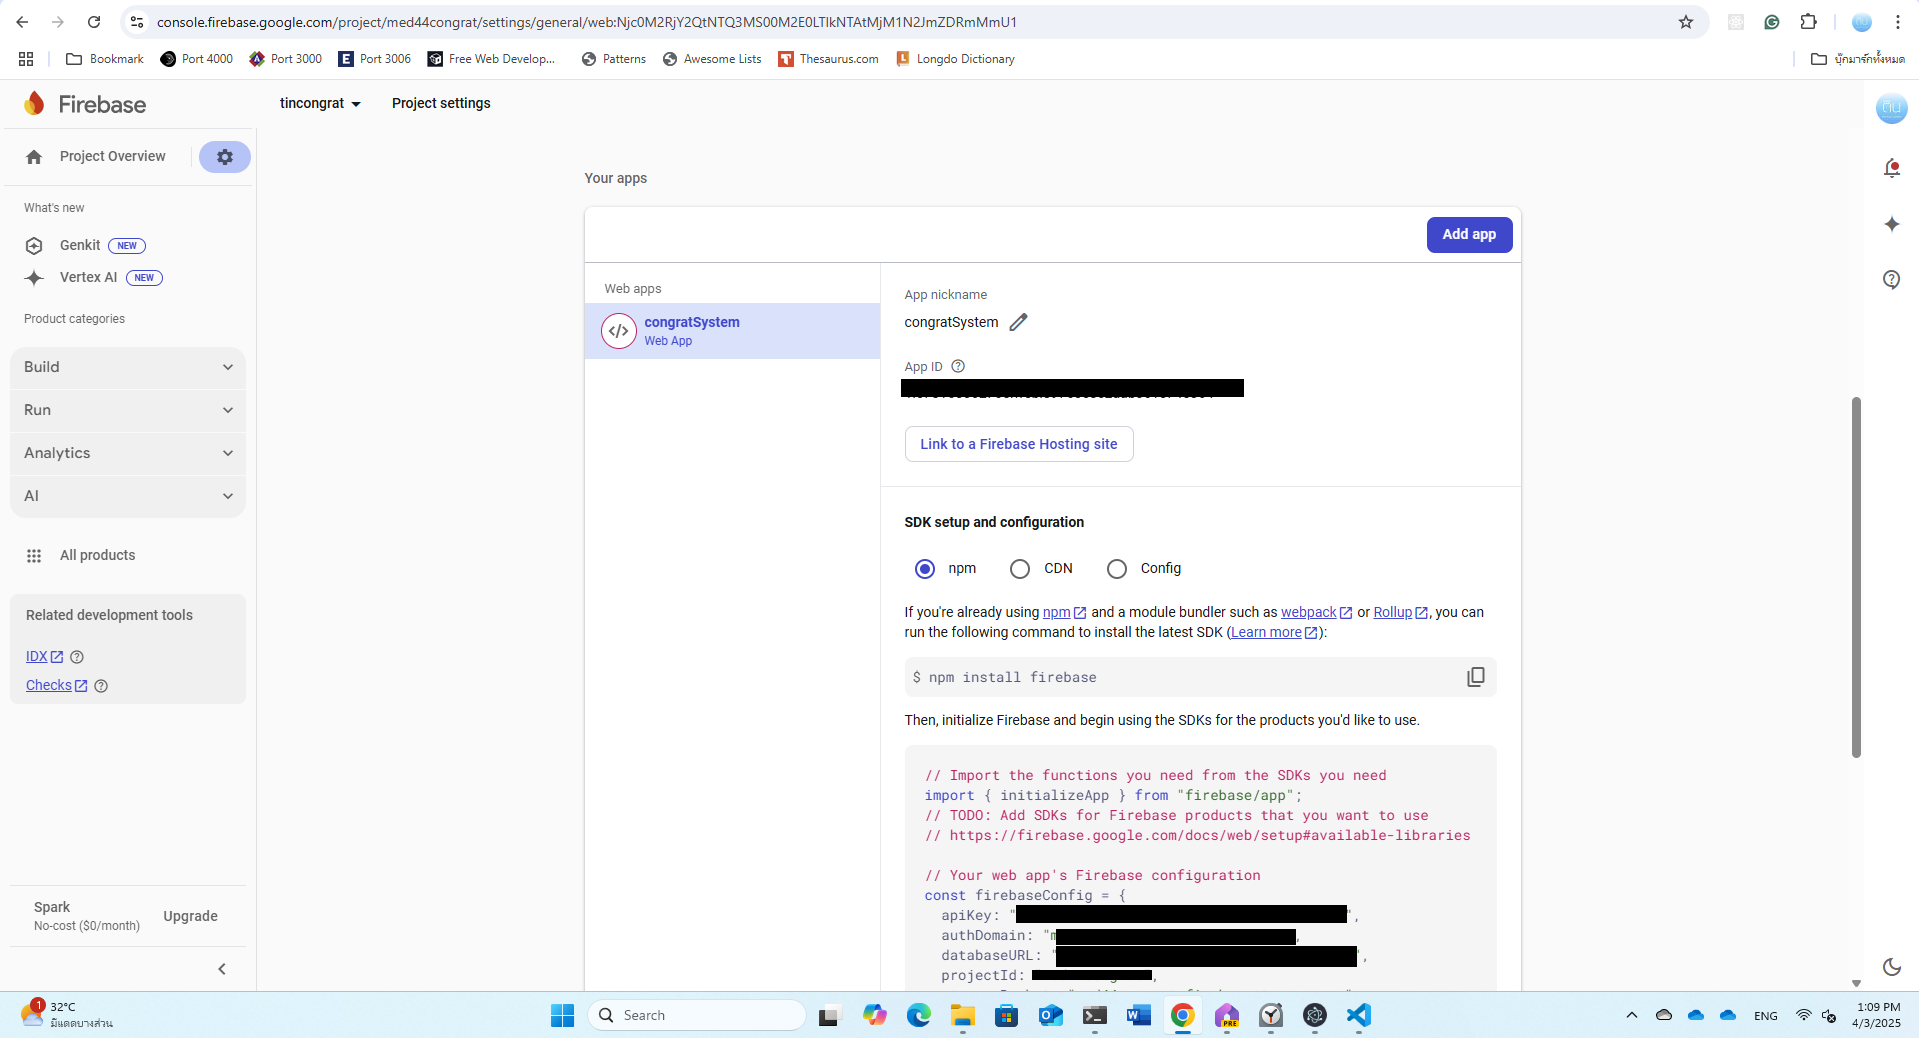 console.firebase.google.com/project/med44congrat/settings/general/web:Njc0M2RjY2QtNTQ3MS00M2E0LTlkNTAtMjM1N2JmZDRmMmU1
Bookmark Port 4000 Port 3000 Port 3006 Free Web Develop... Patterns Awesome Lists Thesaurus.com Longdo Dictionary บุ๊กมาร์กทั้งหมด
Firebase
tincongrat Project settings
ติน
Project Overview
What's new
Genkit NEW
Vertex AI NEW
Product categories
Build
Run
Analytics
AI
All products
Related development tools
IDX
Checks
Spark
No-cost ($0/month)
Upgrade
Your apps
Add app
Web apps
congratSystem
Web App
App nickname
congratSystem
App ID
Link to a Firebase Hosting site
SDK setup and configuration
npm CDN Config
If you're already using npm and a module bundler such as webpack or Rollup, you can
run the following command to install the latest SDK (Learn more):
$ npm install firebase
Then, initialize Firebase and begin using the SDKs for the products you'd like to use.
// Import the functions you need from the SDKs you need
import { initializeApp } from "firebase/app";
// TODO: Add SDKs for Firebase products that you want to use
// https://firebase.google.com/docs/web/setup#available-libraries
// Your web app's Firebase configuration
const firebaseConfig = {
apiKey: "",
authDomain: "m
databaseURL: "",
projectId:
1
32°C
มีแดดบางส่วน
Search
PRE
ENG
1:09 PM
4/3/2025